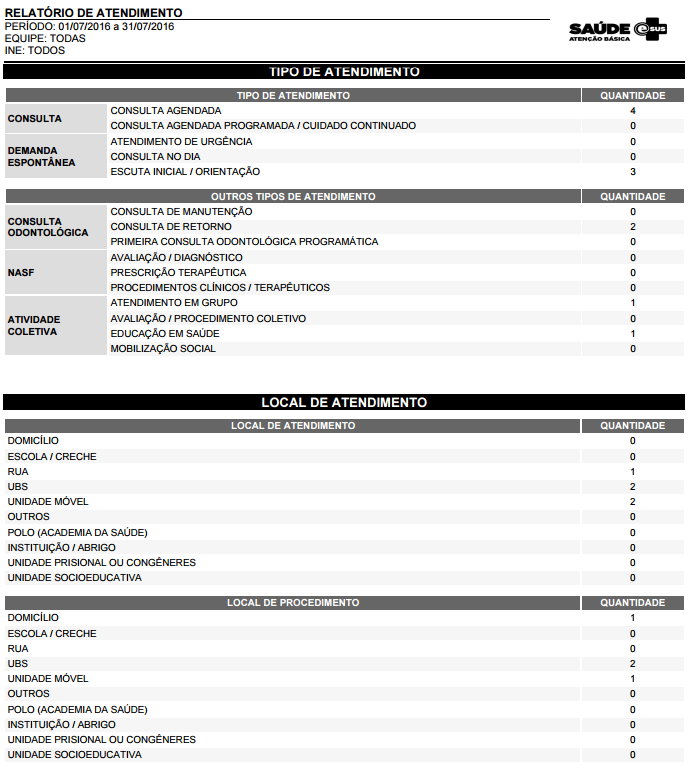 RELATÓRIO DE ATENDIMENTO
PERÍODO: 01/07/2016 a 31/07/2016
EQUIPE: TODAS
INE: TODOS
SAÚDE e SUS
ATENÇÃO BÁSICA
TIPO DE ATENDIMENTO
TIPO DE ATENDIMENTO QUANTIDADE
CONSULTA
CONSULTA AGENDADA 4
CONSULTA AGENDADA PROGRAMADA / CUIDADO CONTINUADO 0
DEMANDA
ESPONTÂNEA
ATENDIMENTO DE URGÊNCIA 0
CONSULTA NO DIA 0
ESCUTA INICIAL / ORIENTAÇÃO 3
OUTROS TIPOS DE ATENDIMENTO QUANTIDADE
CONSULTA
ODONTOLÓGICA
CONSULTA DE MANUTENÇÃO 0
CONSULTA DE RETORNO 2
PRIMEIRA CONSULTA ODONTOLÓGICA PROGRAMÁTICA 0
NASF
AVALIAÇÃO / DIAGNÓSTICO 0
PRESCRIÇÃO TERAPÊUTICA 0
PROCEDIMENTOS CLÍNICOS / TERAPÊUTICOS 0
ATIVIDADE
COLETIVA
ATENDIMENTO EM GRUPO 1
AVALIAÇÃO / PROCEDIMENTO COLETIVO 0
EDUCAÇÃO EM SAÚDE 1
MOBILIZAÇÃO SOCIAL 0
LOCAL DE ATENDIMENTO
LOCAL DE ATENDIMENTO QUANTIDADE
DOMICÍLIO 0
ESCOLA / CRECHE 0
RUA 1
UBS 2
UNIDADE MÓVEL 2
OUTROS 0
POLO (ACADEMIA DA SAÚDE) 0
INSTITUIÇÃO / ABRIGO 0
UNIDADE PRISIONAL OU CONGÊNERES 0
UNIDADE SOCIOEDUCATIVA 0
LOCAL DE PROCEDIMENTO QUANTIDADE
DOMICÍLIO 1
ESCOLA / CRECHE 0
RUA 0
UBS 2
UNIDADE MÓVEL 1
OUTROS 0
POLO (ACADEMIA DA SAÚDE) 0
INSTITUIÇÃO / ABRIGO 0
UNIDADE PRISIONAL OU CONGÊNERES 0
UNIDADE SOCIOEDUCATIVA 0